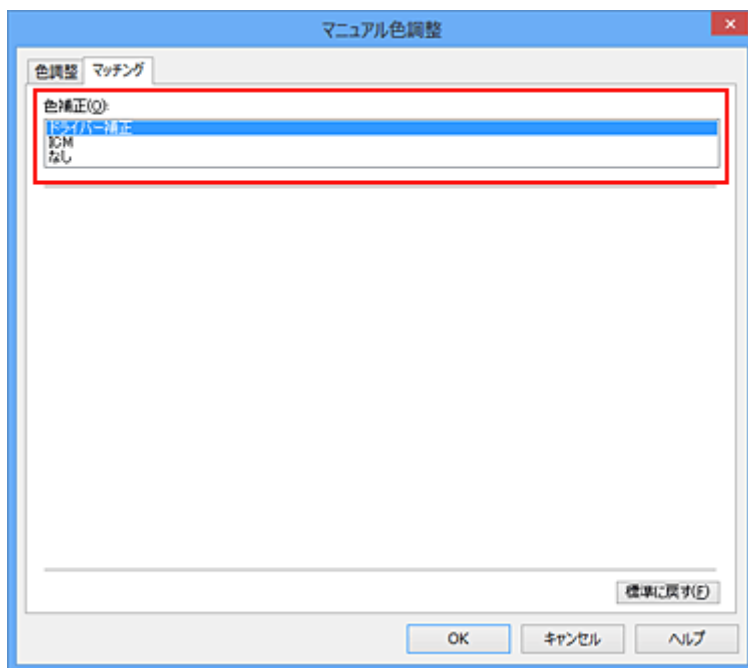 マニュアル色調整
色調整 マッチング
色補正(O):
ドライバー補正
ICM
なし
標準に戻す(F)
OK キャンセル ヘルプ